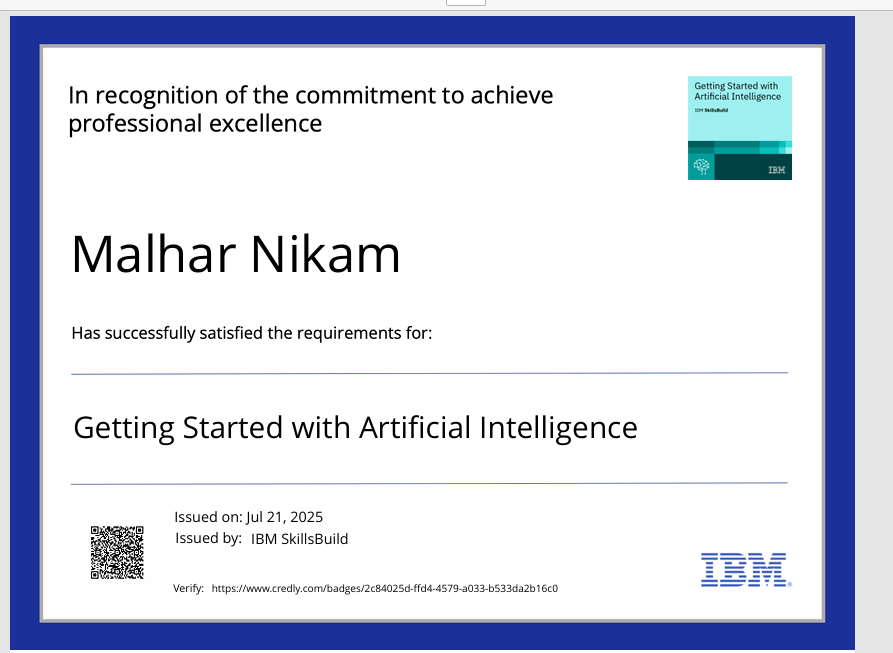 In recognition of the commitment to achieve
professional excellence
Getting Started with
Artificial Intelligence
IBM SkillsBuild
IBM
Malhar Nikam
Has successfully satisfied the requirements for:
Getting Started with Artificial Intelligence
Issued on: Jul 21, 2025
Issued by: IBM SkillsBuild
Verify: https://www.credly.com/badges/2c84025d-ffd4-4579-a033-b533da2b16c0
IBM®